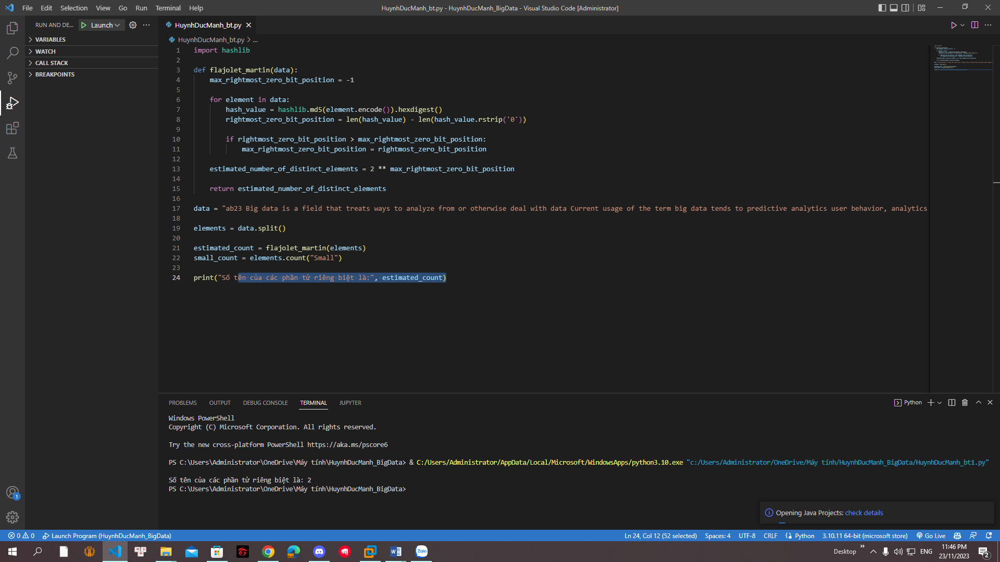 File Edit Selection View Go Run Terminal Help
HuynhDucManh_bt.py - HuynhDucManh_BigData - Visual Studio Code [Administrator]
RUN AND DE... Launch
VARIABLES
WATCH
CALL STACK
BREAKPOINTS
HuynhDucManh_bt.py
HuynhDucManh_bt.py > ...
1 import hashlib
2
3 def flajolet_martin(data):
4 max_rightmost_zero_bit_position = -1
5
6 for element in data:
7 hash_value = hashlib.md5(element.encode()).hexdigest()
8 rightmost_zero_bit_position = len(hash_value) - len(hash_value.rstrip('0'))
9
10 if rightmost_zero_bit_position > max_rightmost_zero_bit_position:
11 max_rightmost_zero_bit_position = rightmost_zero_bit_position
12
13 estimated_number_of_distinct_elements = 2 ** max_rightmost_zero_bit_position
14
15 return estimated_number_of_distinct_elements
16
17 data = "ab23 Big data is a field that treats ways to analyze from or otherwise deal with data Current usage of the term big data tends to predictive analytics user behavior, analytics
18
19 elements = data.split()
20
21 estimated_count = flajolet_martin(elements)
22 small_count = elements.count("Small")
23
24 print("Số tên của các phần tử riêng biệt là:", estimated_count)
PROBLEMS OUTPUT DEBUG CONSOLE TERMINAL JUPYTER
Python
Windows PowerShell
Copyright (C) Microsoft Corporation. All rights reserved.
Try the new cross-platform PowerShell https://aka.ms/pscore6
PS C:\Users\Administrator\OneDrive\Máy tính\HuynhDucManh_BigData> & C:/Users/Administrator/AppData/Local/Microsoft/WindowsApps/python3.10.exe "c:/Users/Administrator/OneDrive/Máy tính/HuynhDucManh_BigData/HuynhDucManh_bt1.py"
Số tên của các phần tử riêng biệt là: 2
PS C:\Users\Administrator\OneDrive\Máy tính\HuynhDucManh_BigData>
Opening Java Projects: check details
1
0 0 Launch Program (HuynhDucManh_BigData)
Ln 24, Col 12 (52 selected) Spaces: 4 UTF-8 CRLF Python 3.10.11 64-bit (microsoft store) Go Live
Zalo
Desktop ENG
11:46 PM
23/11/2023
2